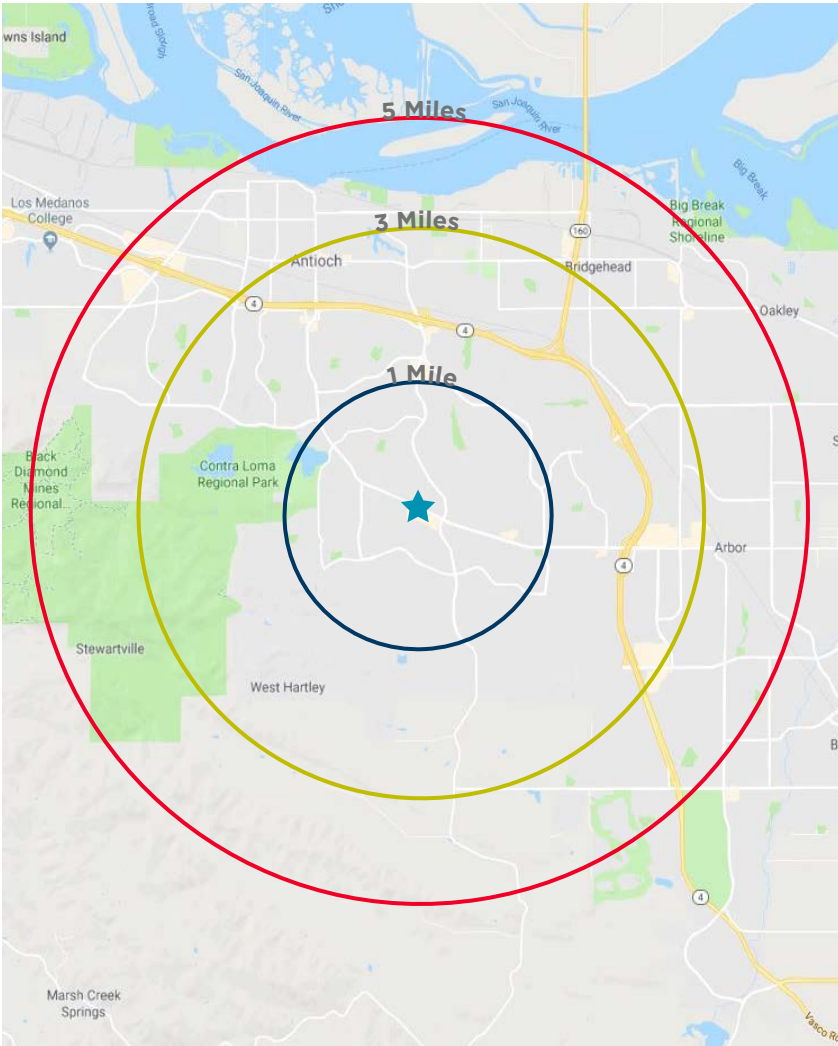 wns Island
San Joaquin River
San Joaquin River
5 Miles
Big Break
Los Medanos
College
Big Break
Regional
Shoreline
3 Miles
160
Antioch
Bridgehead
4
Oakley
4
1 Mile
Black
Diamond
Mines
Regional...
Contra Loma
Regional Park
Arbor
4
Stewartville
West Hartley
B
4
Marsh Creek
Springs
Vasco R